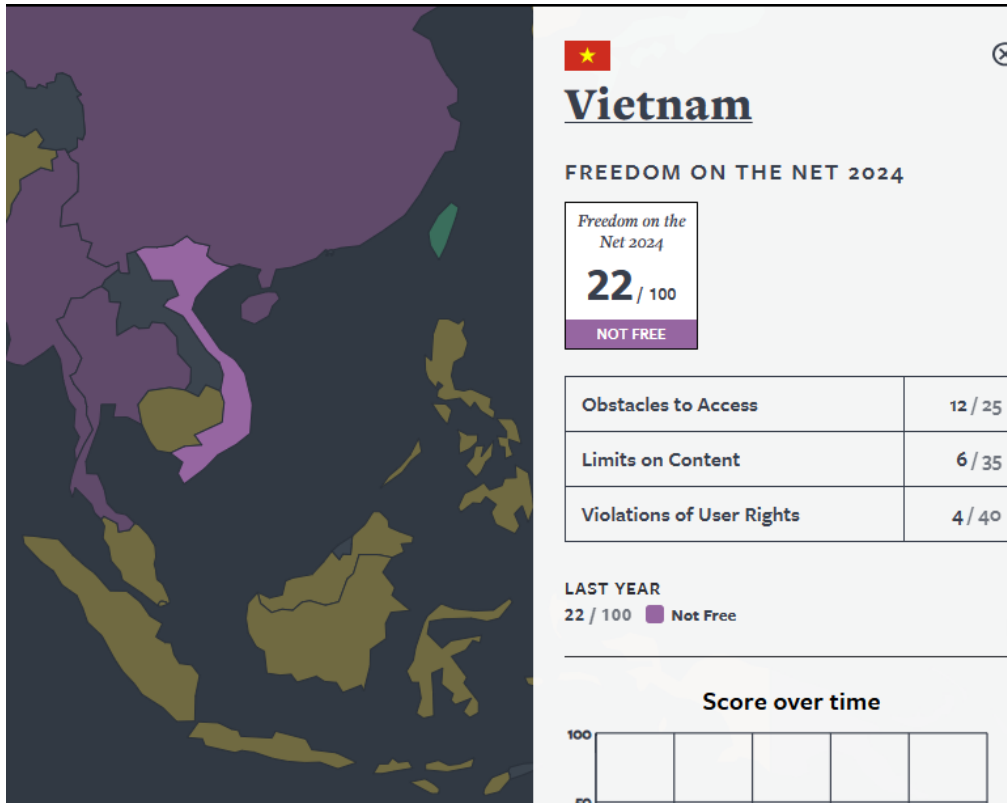 Vietnam
FREEDOM ON THE NET 2024
Freedom on the
Net 2024
22 / 100
NOT FREE
Obstacles to Access 12 / 25
Limits on Content 6 / 35
Violations of User Rights 4 / 40
LAST YEAR
22 / 100 Not Free
Score over time
100
50